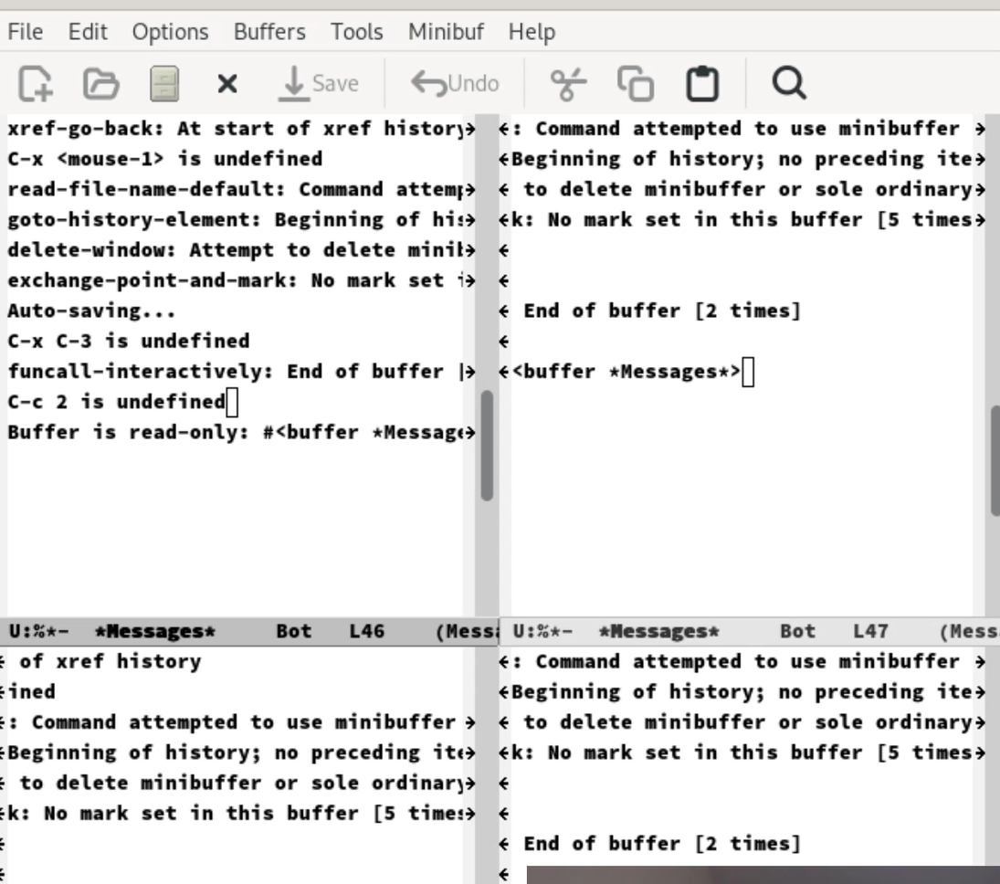 File Edit Options Buffers Tools Minibuf Help
Save Undo
xref-go-back: At start of xref history
C-x <mouse-1> is undefined
read-file-name-default: Command attemp
goto-history-element: Beginning of his
delete-window: Attempt to delete minib
exchange-point-and-mark: No mark set i
Auto-saving...
C-x C-3 is undefined
funcall-interactively: End of buffer [
C-c 2 is undefined
Buffer is read-only: #<buffer *Message
U:%*-  *Messages*     Bot   L46    (Messa
: Command attempted to use minibuffer
Beginning of history; no preceding ite
to delete minibuffer or sole ordinary
k: No mark set in this buffer [5 times
End of buffer [2 times]
<buffer *Messages*>
U:%*-  *Messages*     Bot   L47    (Mess
of xref history
ined
: Command attempted to use minibuffer
Beginning of history; no preceding ite
to delete minibuffer or sole ordinary
k: No mark set in this buffer [5 times
: Command attempted to use minibuffer
Beginning of history; no preceding ite
to delete minibuffer or sole ordinary
k: No mark set in this buffer [5 times
End of buffer [2 times]